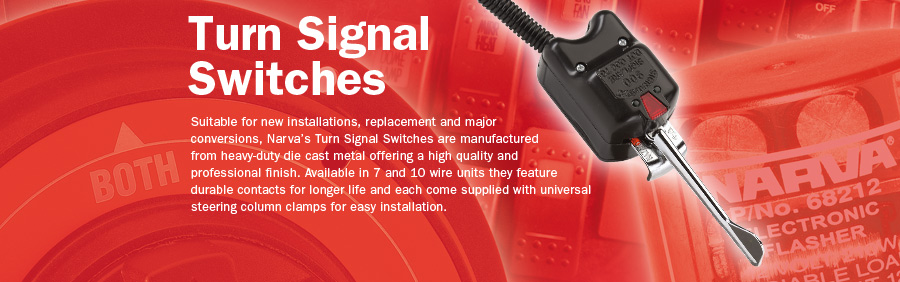 Turn Signal
Switches
Suitable for new installations, replacement and major
conversions, Narva's Turn Signal Switches are manufactured
from heavy-duty die cast metal offering a high quality and
professional finish. Available in 7 and 10 wire units they feature
durable contacts for longer life and each come supplied with universal
steering column clamps for easy installation.
BOTH
OFF
NARVA®
P/No. 68212
ELECTRONIC
FLASHER